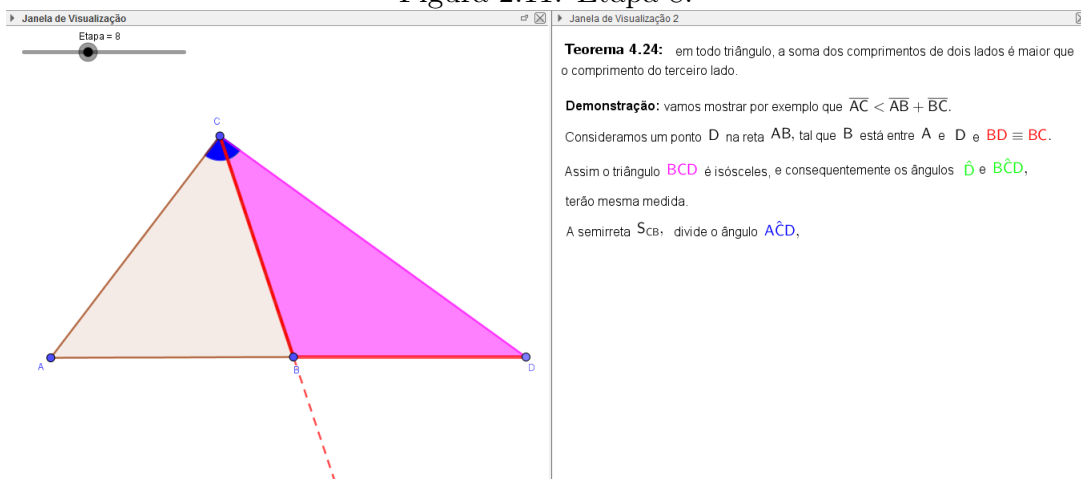 Figura 2.11: Etapa 8.
Janela de Visualização
Janela de Visualização 2
Etapa = 8
C
A
B
D
Teorema 4.24: em todo triângulo, a soma dos comprimentos de dois lados é maior que
o comprimento do terceiro lado.
Demonstração: vamos mostrar por exemplo que A̅C̅ < A̅B̅ + B̅C̅.
Consideramos um ponto D na reta AB, tal que B está entre A e D e BD ≡ BC.
Assim o triângulo BCD é isósceles, e consequentemente os ângulos D̂ e BĈD,
terão mesma medida.
A semirreta S_CB, divide o ângulo AĈD,